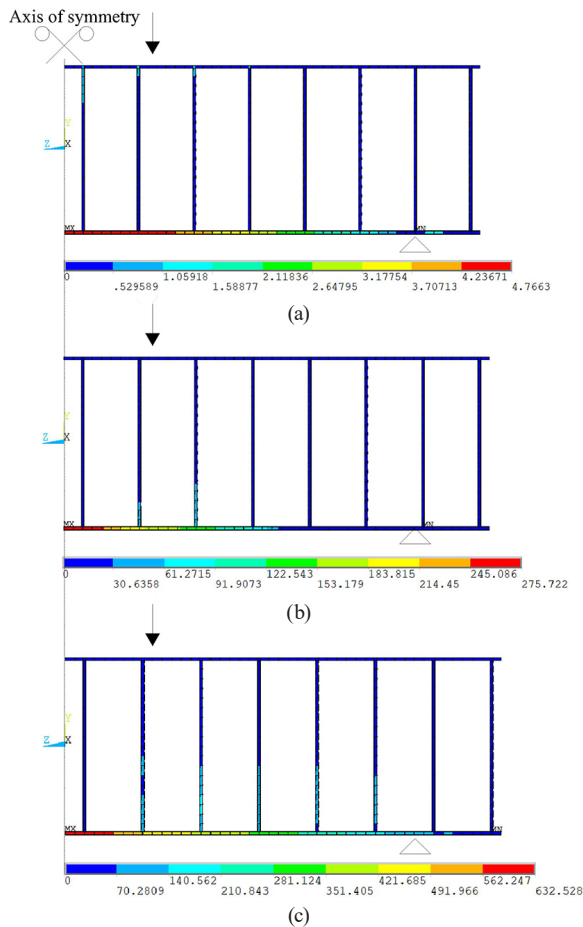 Axis of symmetry
Y
Z X
MX MN
0 1.05918 2.11836 3.17754 4.23671
.529589 1.58877 2.64795 3.70713 4.7663
(a)
Y
Z X
MX MN
0 61.2715 122.543 183.815 245.086
30.6358 91.9073 153.179 214.45 275.722
(b)
Y
Z X
MX MN
0 140.562 281.124 421.685 562.247
70.2809 210.843 351.405 491.966 632.528
(c)